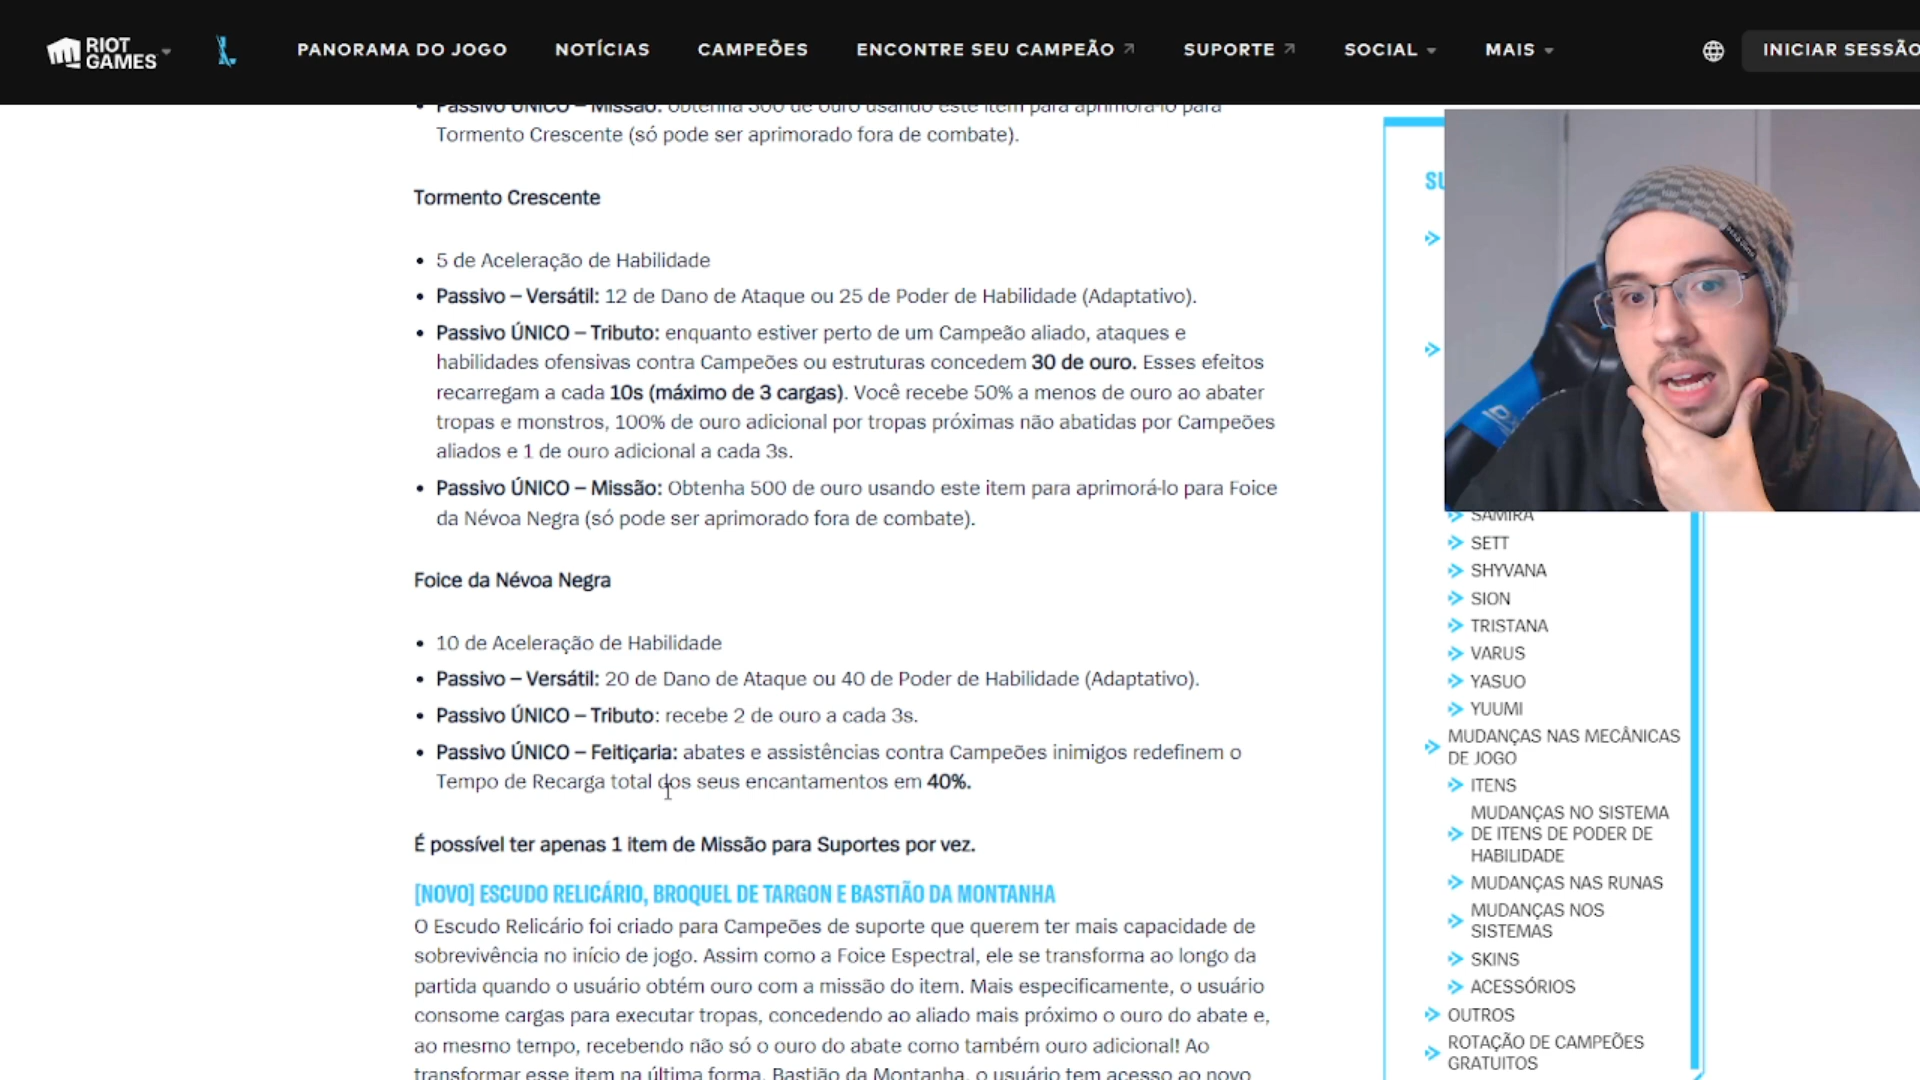 RIOT
GAMES
PANORAMA DO JOGO NOTÍCIAS CAMPEÕES ENCONTRE SEU CAMPEÃO SUPORTE SOCIAL MAIS INICIAR SESSÃO
Passivo ÚNICO – Missão: obtenha 500 de ouro usando este item para aprimorá-lo para
Tormento Crescente (só pode ser aprimorado fora de combate).
Tormento Crescente
• 5 de Aceleração de Habilidade
• Passivo – Versátil: 12 de Dano de Ataque ou 25 de Poder de Habilidade (Adaptativo).
• Passivo ÚNICO – Tributo: enquanto estiver perto de um Campeão aliado, ataques e
habilidades ofensivas contra Campeões ou estruturas concedem 30 de ouro. Esses efeitos
recarregam a cada 10s (máximo de 3 cargas). Você recebe 50% a menos de ouro ao abater
tropas e monstros, 100% de ouro adicional por tropas próximas não abatidas por Campeões
aliados e 1 de ouro adicional a cada 3s.
• Passivo ÚNICO – Missão: Obtenha 500 de ouro usando este item para aprimorá-lo para Foice
da Névoa Negra (só pode ser aprimorado fora de combate).
Foice da Névoa Negra
• 10 de Aceleração de Habilidade
• Passivo – Versátil: 20 de Dano de Ataque ou 40 de Poder de Habilidade (Adaptativo).
• Passivo ÚNICO – Tributo: recebe 2 de ouro a cada 3s.
• Passivo ÚNICO – Feitiçaria: abates e assistências contra Campeões inimigos redefinem o
Tempo de Recarga total dos seus encantamentos em 40%.
É possível ter apenas 1 item de Missão para Suportes por vez.
[NOVO] ESCUDO RELICÁRIO, BROQUEL DE TARGON E BASTIÃO DA MONTANHA
O Escudo Relicário foi criado para Campeões de suporte que querem ter mais capacidade de
sobrevivência no início de jogo. Assim como a Foice Espectral, ele se transforma ao longo da
partida quando o usuário obtém ouro com a missão do item. Mais especificamente, o usuário
consome cargas para executar tropas, concedendo ao aliado mais próximo o ouro do abate e,
ao mesmo tempo, recebendo não só o ouro do abate como também ouro adicional! Ao
transformar esse item na última forma, Bastião da Montanha, o usuário tem acesso ao novo
SAMIRA
SETT
SHYVANA
SION
TRISTANA
VARUS
YASUO
YUUMI
MUDANÇAS NAS MECÂNICAS
DE JOGO
ITENS
MUDANÇAS NO SISTEMA
DE ITENS DE PODER DE
HABILIDADE
MUDANÇAS NAS RUNAS
MUDANÇAS NOS
SISTEMAS
SKINS
ACESSÓRIOS
OUTROS
ROTAÇÃO DE CAMPEÕES
GRATUITOS